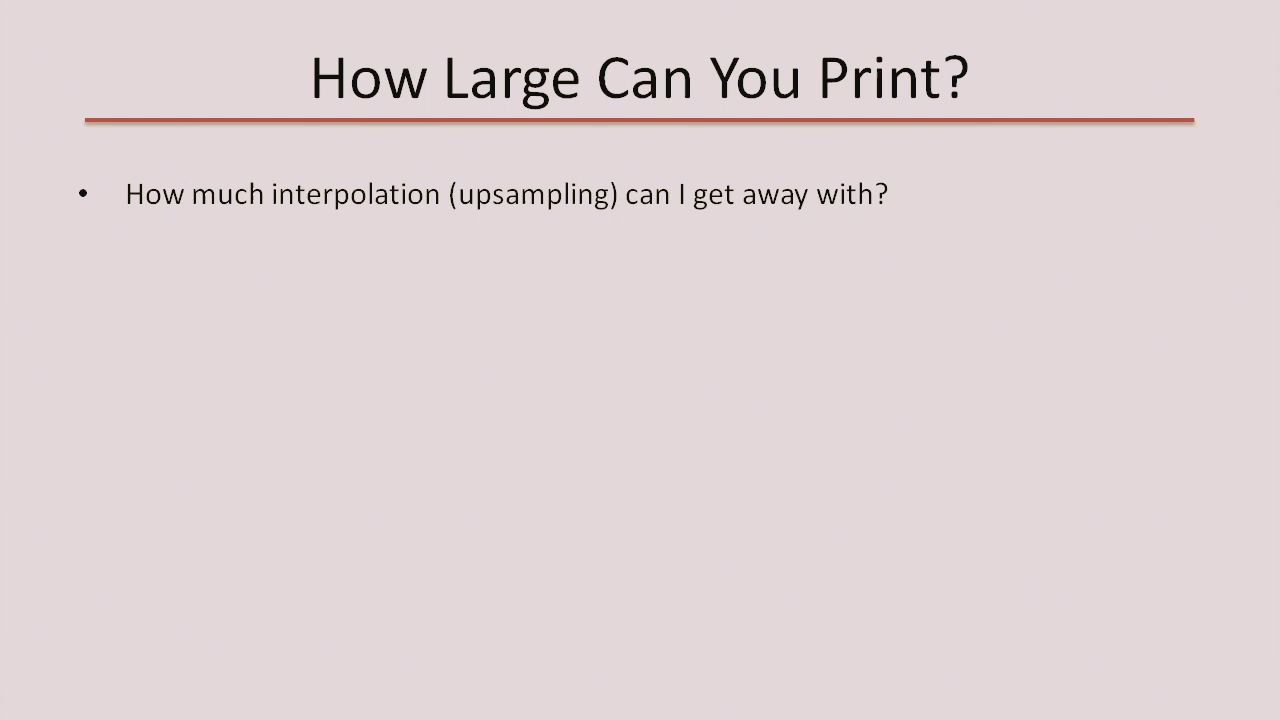 How Large Can You Print?
• How much interpolation (upsampling) can I get away with?